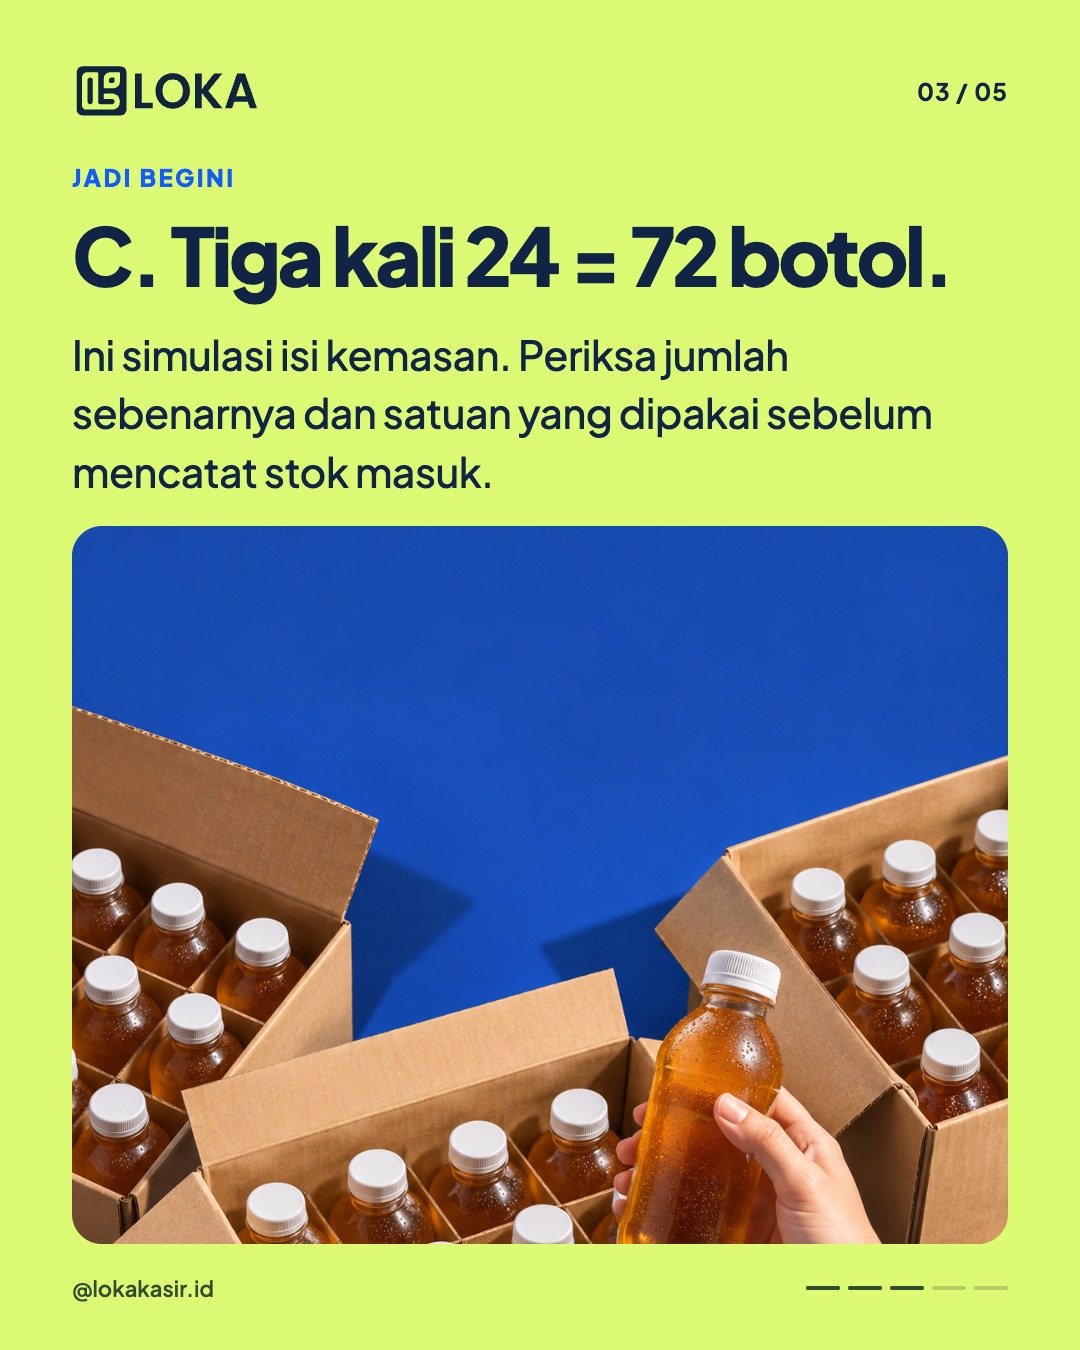 LOKA
03 / 05
JADI BEGINI
C. Tiga kali 24 = 72 botol.
Ini simulasi isi kemasan. Periksa jumlah
sebenarnya dan satuan yang dipakai sebelum
mencatat stok masuk.
@lokakasir.id